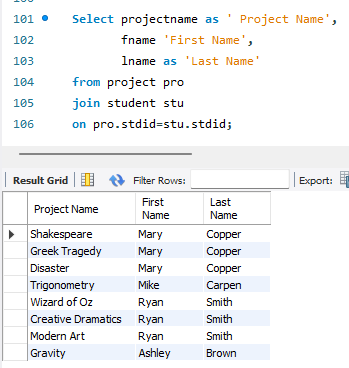 101 Select projectname as ' Project Name',
102 fname 'First Name',
103 lname as 'Last Name'
104 from project pro
105 join student stu
106 on pro.stdid=stu.stdid;
Result Grid Filter Rows: Export:
Project Name First Name Last Name
Shakespeare Mary Copper
Greek Tragedy Mary Copper
Disaster Mary Copper
Trigonometry Mike Carpen
Wizard of Oz Ryan Smith
Creative Dramatics Ryan Smith
Modern Art Ryan Smith
Gravity Ashley Brown